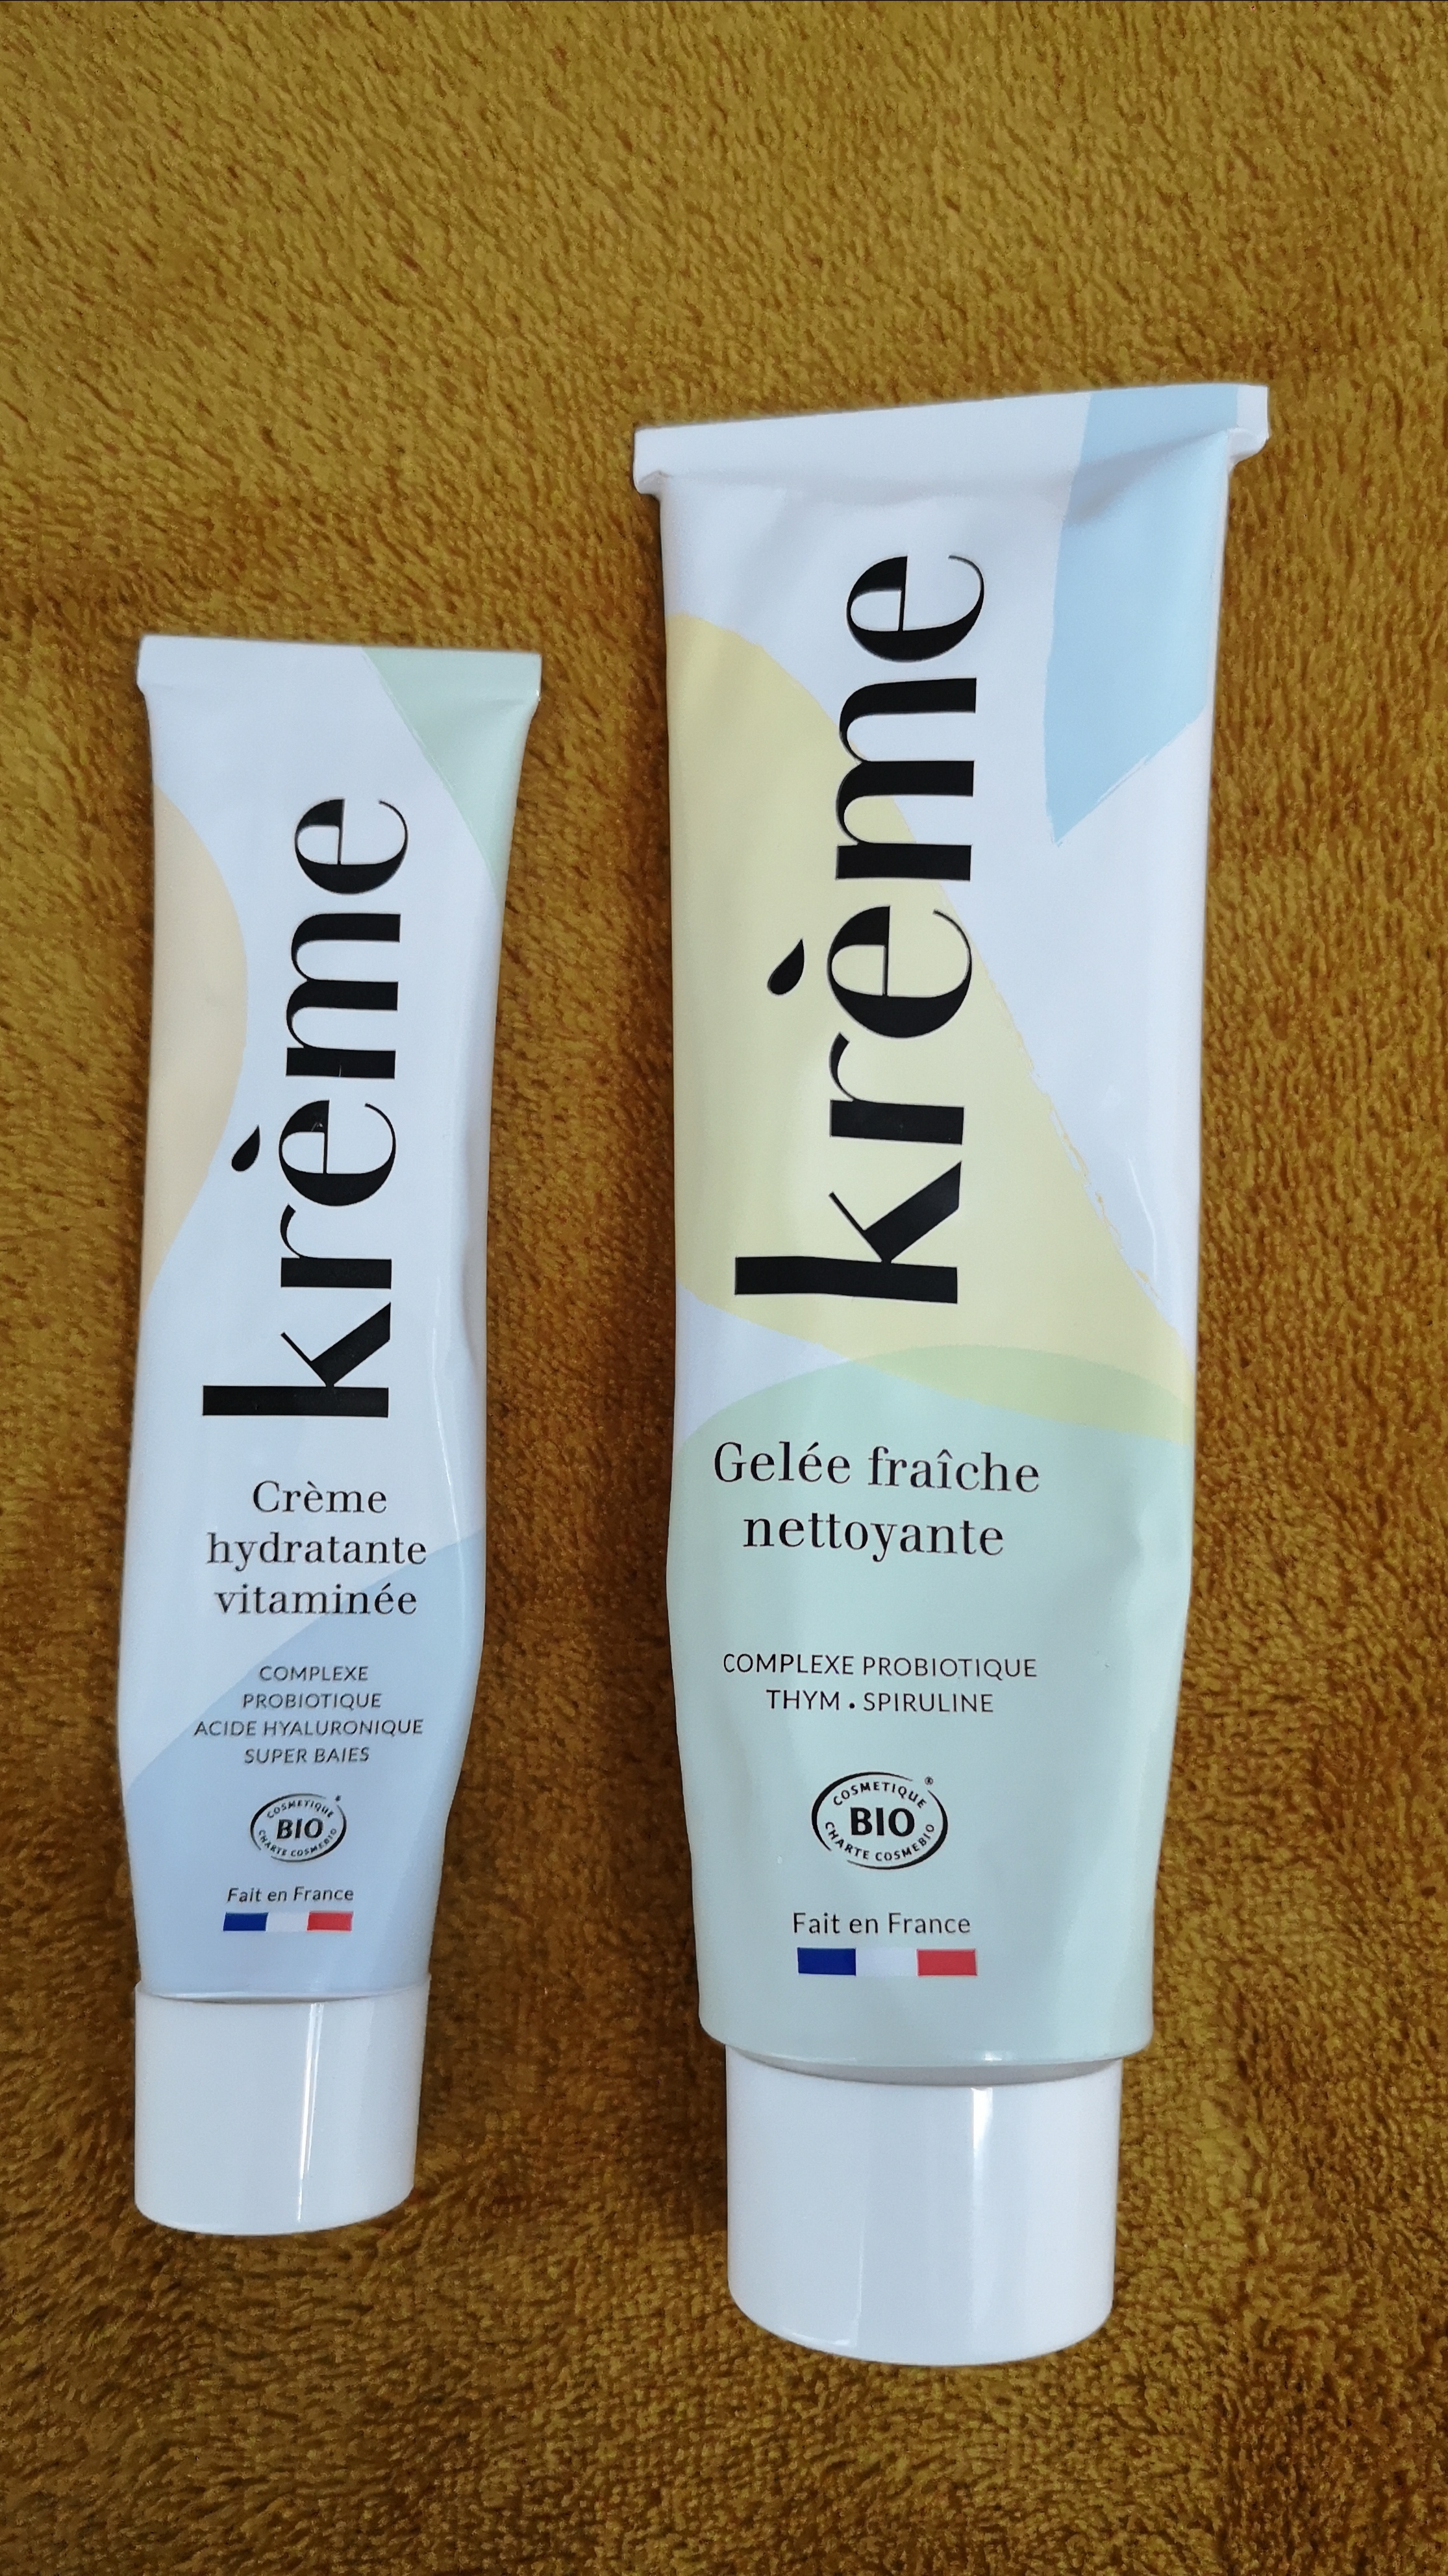 krème
Crème
hydratante
vitaminée
COMPLEXE
PROBIOTIQUE
ACIDE HYALURONIQUE
SUPER BAIES
COSMETIQUE
®
BIO
CHARTE COSMEBIO
Fait en France
krème
Gelée fraîche
nettoyante
COMPLEXE PROBIOTIQUE
THYM • SPIRULINE
COSMETIQUE
®
BIO
CHARTE COSMEBIO
Fait en France